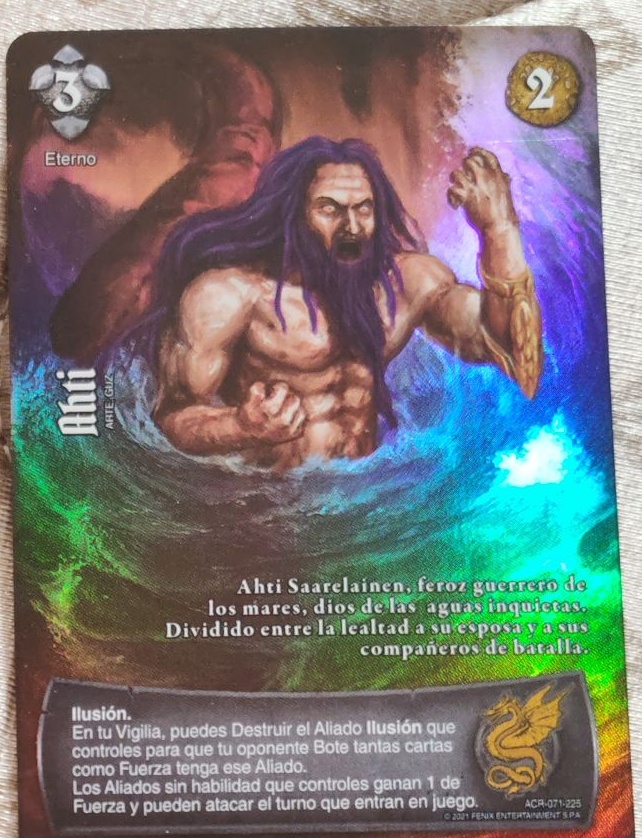 3
2
Eterno
Ahti
ARTE: GUZ
Ahti Saarelainen, feroz guerrero de
los mares, dios de las aguas inquietas.
Dividido entre la lealtad a su esposa y a sus
compañeros de batalla.
Ilusión.
En tu Vigilia, puedes Destruir el Aliado Ilusión que
controles para que tu oponente Bote tantas cartas
como Fuerza tenga ese Aliado.
Los Aliados sin habilidad que controles ganan 1 de
Fuerza y pueden atacar el turno que entran en juego.
ACR-071-225
© 2021 FENIX ENTERTAINMENT S.P.A